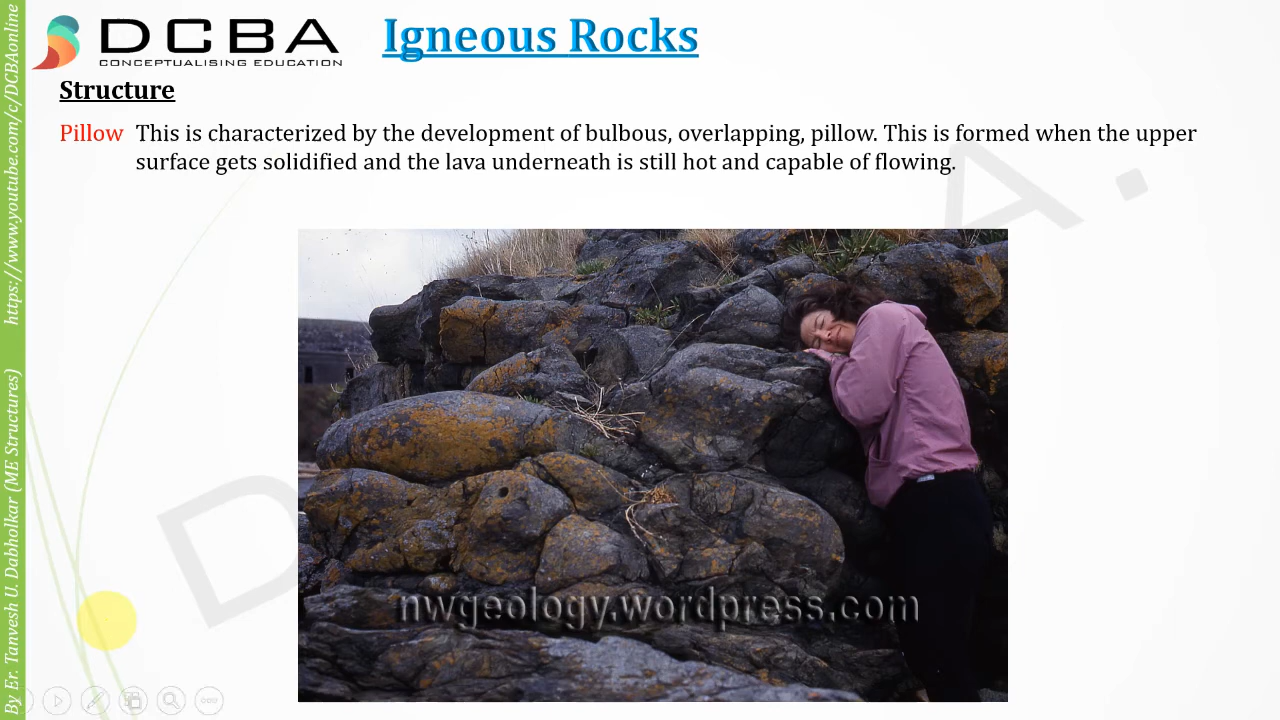 DCBA
CONCEPTUALISING EDUCATION
Igneous Rocks
Structure
Pillow This is characterized by the development of bulbous, overlapping, pillow. This is formed when the upper
surface gets solidified and the lava underneath is still hot and capable of flowing.
nwgeology.wordpress.com
By Er. Tanvesh U. Dabholkar (ME Structures) https://www.youtube.com/c/DCBAonline
D
A.